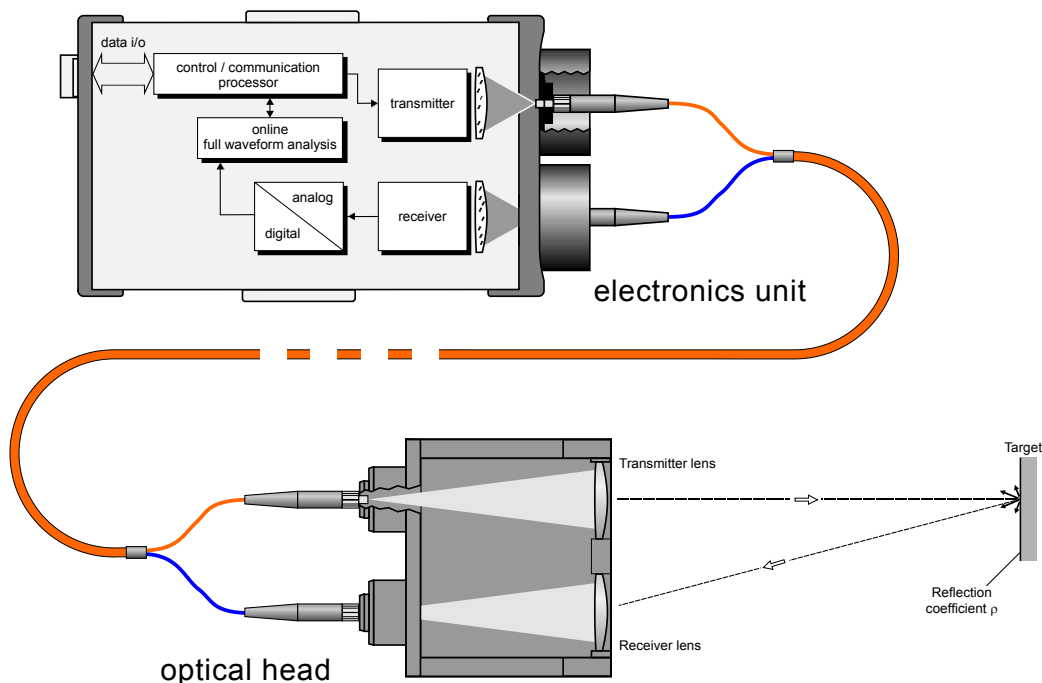 data i/o
control / communication
processor
transmitter
online
full waveform analysis
analog
digital
receiver
electronics unit
Target
Transmitter lens
Reflection
coefficient ρ
Receiver lens
optical head